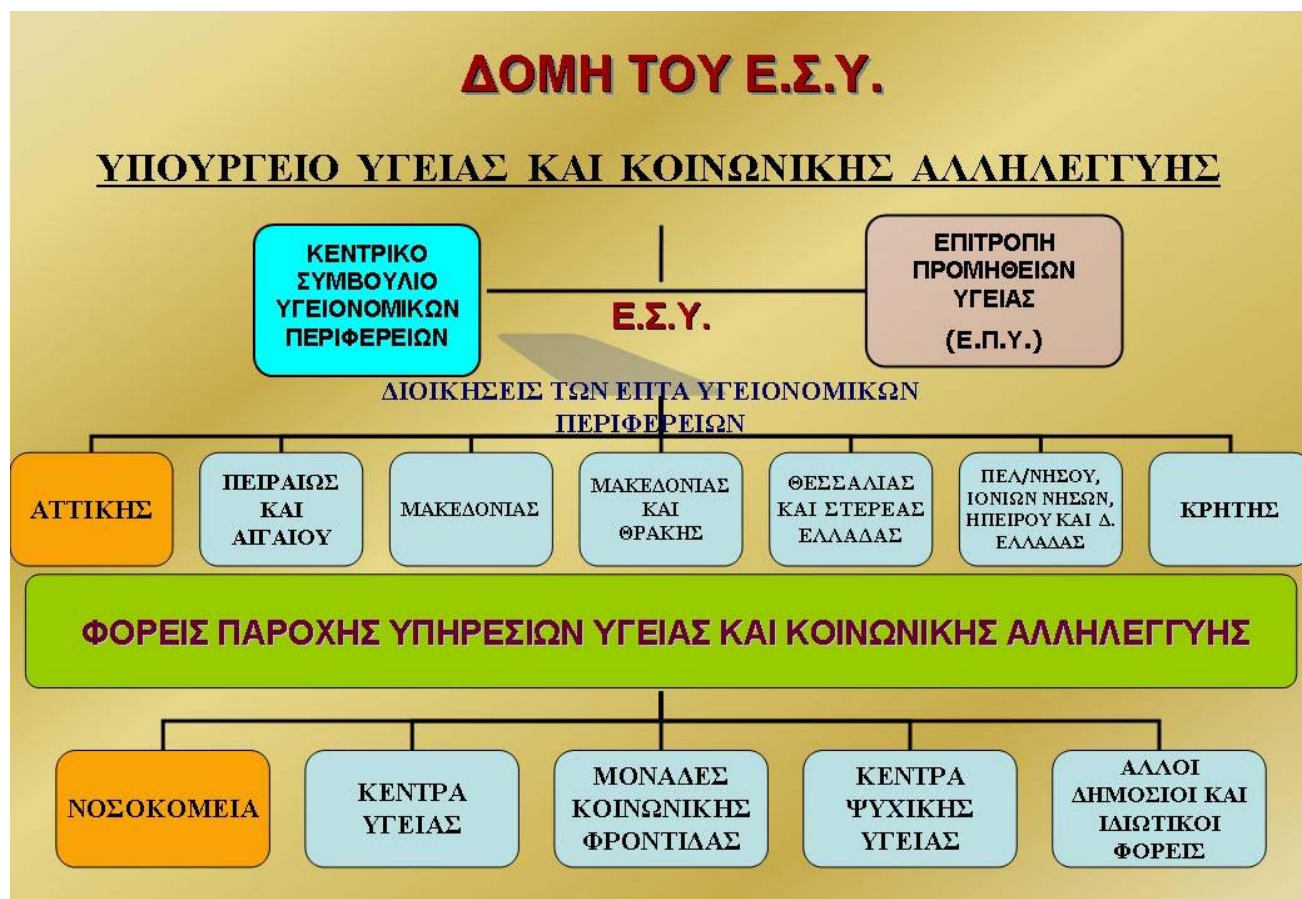 ΔΟΜΗ ΤΟΥ Ε.Σ.Υ.
ΥΠΟΥΡΓΕΙΟ ΥΓΕΙΑΣ ΚΑΙ ΚΟΙΝΩΝΙΚΗΣ ΑΛΛΗΛΕΓΓΥΗΣ
ΚΕΝΤΡΙΚΟ
ΣΥΜΒΟΥΛΙΟ
ΥΓΕΙΟΝΟΜΙΚΩΝ
ΠΕΡΙΦΕΡΕΙΩΝ
Ε.Σ.Υ.
ΕΠΙΤΡΟΠΗ
ΠΡΟΜΗΘΕΙΩΝ
ΥΓΕΙΑΣ
(Ε.Π.Υ.)
ΔΙΟΙΚΗΣΕΙΣ ΤΩΝ ΕΠΤΑ ΥΓΕΙΟΝΟΜΙΚΩΝ
ΠΕΡΙΦΕΡΕΙΩΝ
ΑΤΤΙΚΗΣ
ΠΕΙΡΑΙΩΣ
ΚΑΙ
ΑΙΓΑΙΟΥ
ΜΑΚΕΔΟΝΙΑΣ
ΜΑΚΕΔΟΝΙΑΣ
ΚΑΙ
ΘΡΑΚΗΣ
ΘΕΣΣΑΛΙΑΣ
ΚΑΙ ΣΤΕΡΕΑΣ
ΕΛΛΑΔΑΣ
ΠΕΛ/ΝΗΣΟΥ,
ΙΟΝΙΩΝ ΝΗΣΩΝ,
ΗΠΕΙΡΟΥ ΚΑΙ Δ.
ΕΛΛΑΔΑΣ
ΚΡΗΤΗΣ
ΦΟΡΕΙΣ ΠΑΡΟΧΗΣ ΥΠΗΡΕΣΙΩΝ ΥΓΕΙΑΣ ΚΑΙ ΚΟΙΝΩΝΙΚΗΣ ΑΛΛΗΛΕΓΓΥΗΣ
ΝΟΣΟΚΟΜΕΙΑ
ΚΕΝΤΡΑ
ΥΓΕΙΑΣ
ΜΟΝΑΔΕΣ
ΚΟΙΝΩΝΙΚΗΣ
ΦΡΟΝΤΙΔΑΣ
ΚΕΝΤΡΑ
ΨΥΧΙΚΗΣ
ΥΓΕΙΑΣ
ΑΛΛΟΙ
ΔΗΜΟΣΙΟΙ ΚΑΙ
ΙΔΙΩΤΙΚΟΙ
ΦΟΡΕΙΣ